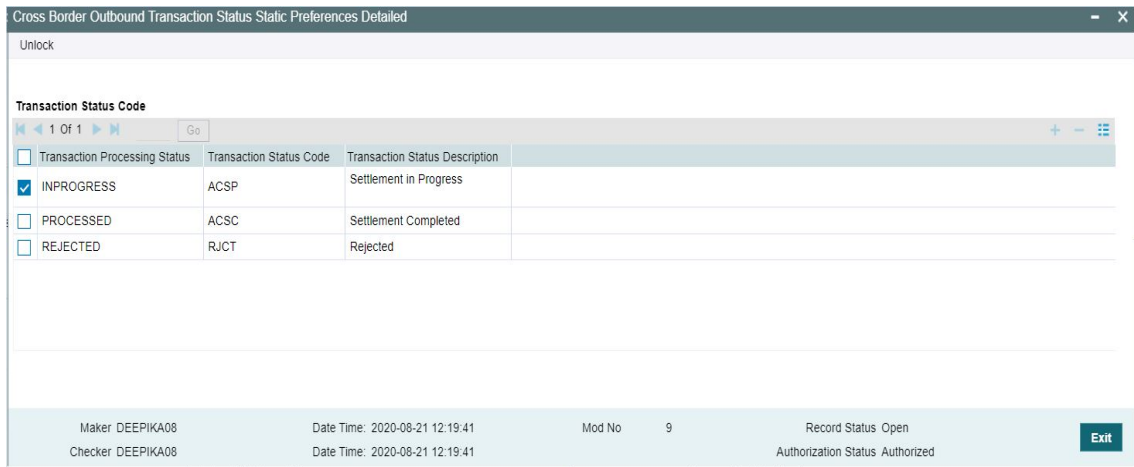 Cross Border Outbound Transaction Status Static Preferences Detailed
Unlock
Transaction Status Code
1 Of 1 Go
Transaction Processing Status Transaction Status Code Transaction Status Description
INPROGRESS ACSP Settlement in Progress
PROCESSED ACSC Settlement Completed
REJECTED RJCT Rejected
Maker DEEPIKA08 Date Time: 2020-08-21 12:19:41 Mod No 9 Record Status Open
Checker DEEPIKA08 Date Time: 2020-08-21 12:19:41 Authorization Status Authorized
Exit